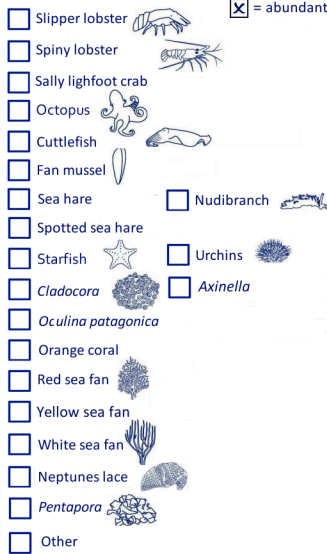 x = abundant
Slipper lobster
Spiny lobster
Sally lighfoot crab
Octopus
Cuttlefish
Fan mussel
Sea hare
Nudibranch
Spotted sea hare
Starfish
Urchins
Cladocora
Axinella
Oculina patagonica
Orange coral
Red sea fan
Yellow sea fan
White sea fan
Neptunes lace
Pentapora
Other